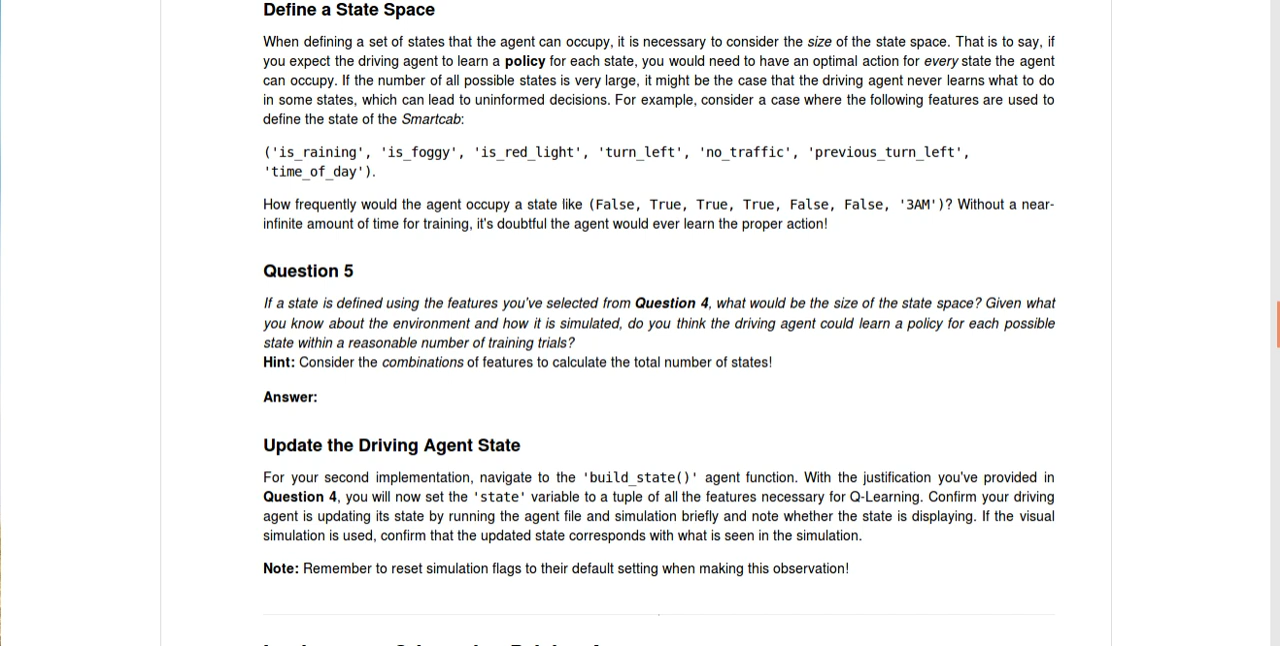 Define a State Space
When defining a set of states that the agent can occupy, it is necessary to consider the size of the state space. That is to say, if
you expect the driving agent to learn a policy for each state, you would need to have an optimal action for every state the agent
can occupy. If the number of all possible states is very large, it might be the case that the driving agent never learns what to do
in some states, which can lead to uninformed decisions. For example, consider a case where the following features are used to
define the state of the Smartcab:
('is_raining', 'is_foggy', 'is_red_light', 'turn_left', 'no_traffic', 'previous_turn_left',
'time_of_day').
How frequently would the agent occupy a state like (False, True, True, True, False, False, '3AM')? Without a near-
infinite amount of time for training, it's doubtful the agent would ever learn the proper action!
Question 5
If a state is defined using the features you've selected from Question 4, what would be the size of the state space? Given what
you know about the environment and how it is simulated, do you think the driving agent could learn a policy for each possible
state within a reasonable number of training trials?
Hint: Consider the combinations of features to calculate the total number of states!
Answer:
Update the Driving Agent State
For your second implementation, navigate to the 'build_state()' agent function. With the justification you've provided in
Question 4, you will now set the 'state' variable to a tuple of all the features necessary for Q-Learning. Confirm your driving
agent is updating its state by running the agent file and simulation briefly and note whether the state is displaying. If the visual
simulation is used, confirm that the updated state corresponds with what is seen in the simulation.
Note: Remember to reset simulation flags to their default setting when making this observation!